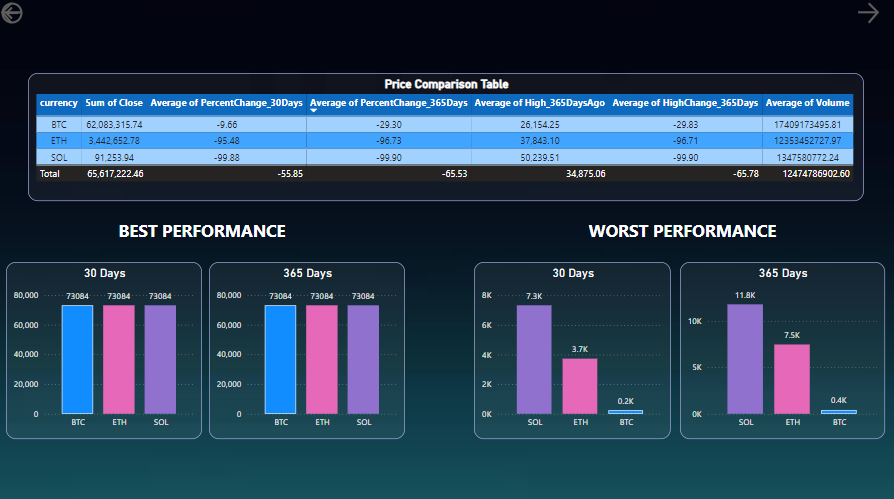 Price Comparison Table
currency Sum of Close Average of PercentChange_30Days Average of PercentChange_365Days Average of High_365DaysAgo Average of HighChange_365Days Average of Volume
BTC 62,083,315.74 -9.66 -29.30 26,154.25 -29.83 17409173495.81
ETH 3,442,652.78 -95.48 -96.73 37,843.10 -96.71 12353452727.97
SOL 91,253.94 -99.88 -99.90 50,239.51 -99.90 1347580772.24
Total 65,617,222.46 -55.85 -65.53 34,875.06 -65.78 12474786902.60
BEST PERFORMANCE
30 Days
80,000
60,000
40,000
20,000
0
73084 73084 73084
BTC ETH SOL
365 Days
80,000
60,000
40,000
20,000
0
73084 73084 73084
BTC ETH SOL
WORST PERFORMANCE
30 Days
8K
6K
4K
2K
0K
7.3K
3.7K
0.2K
SOL ETH BTC
365 Days
10K
5K
0K
11.8K
7.5K
0.4K
SOL ETH BTC